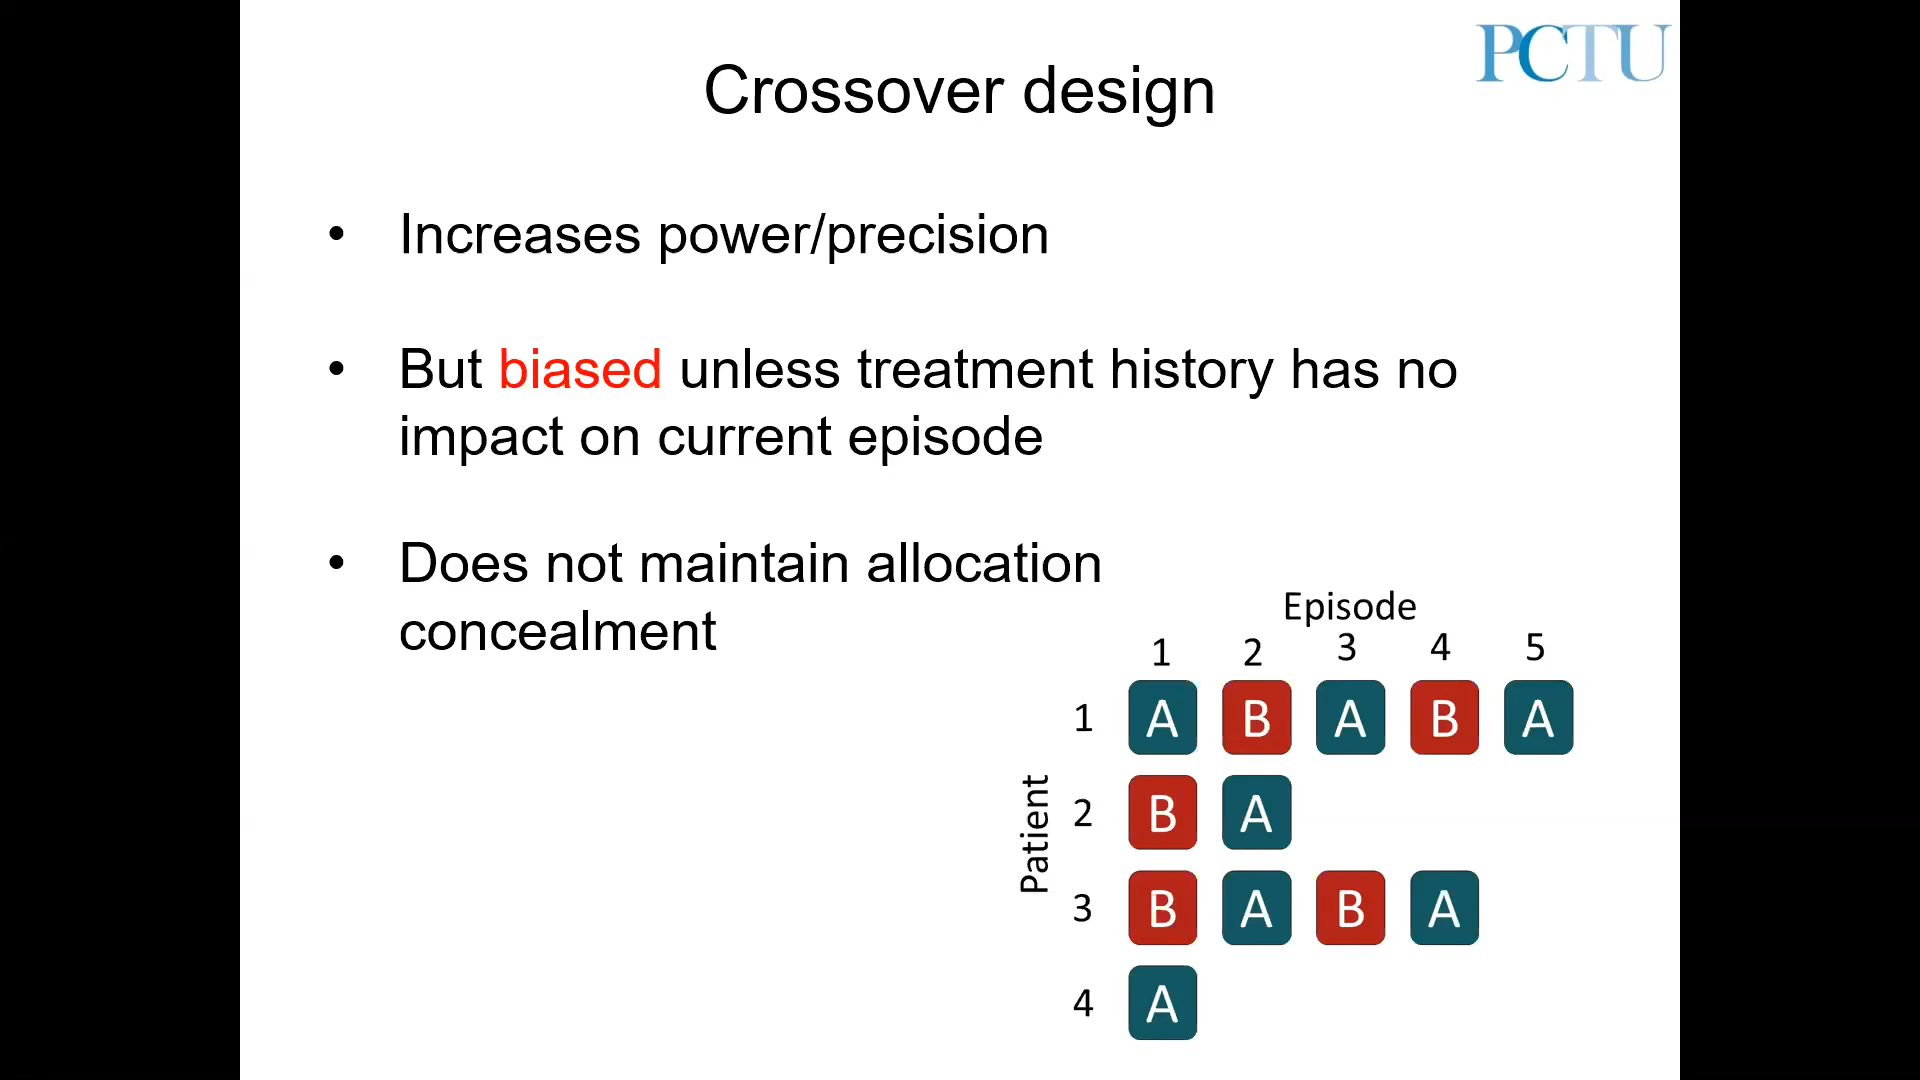 PCTU
Crossover design
• Increases power/precision
• But biased unless treatment history has no
impact on current episode
• Does not maintain allocation
concealment
Episode
1 2 3 4 5
Patient
1 A B A B A
2 B A
3 B A B A
4 A